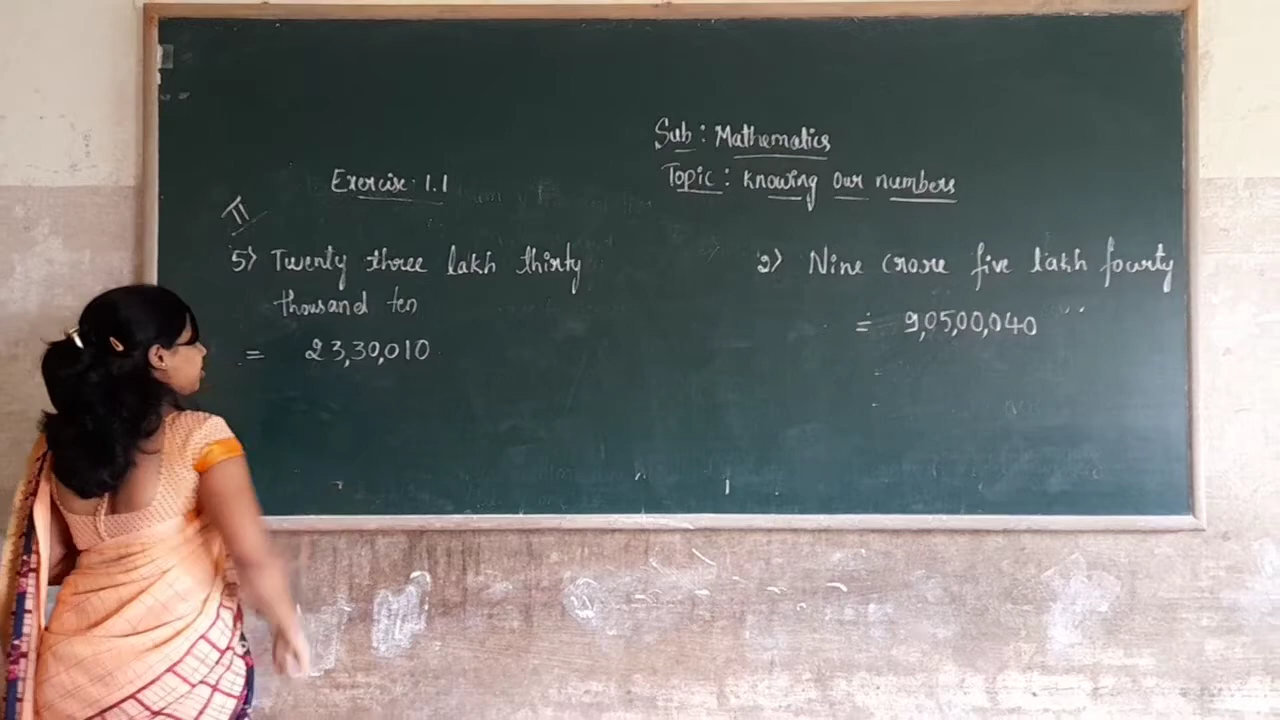 Sub : Mathematics
Topic : Knowing Our numbers
Exercise: 1.1
II
5) Twenty three lakh thirty
thousand ten
= 23,30,010
2) Nine crore five lakh fourty
= 9,05,00,040